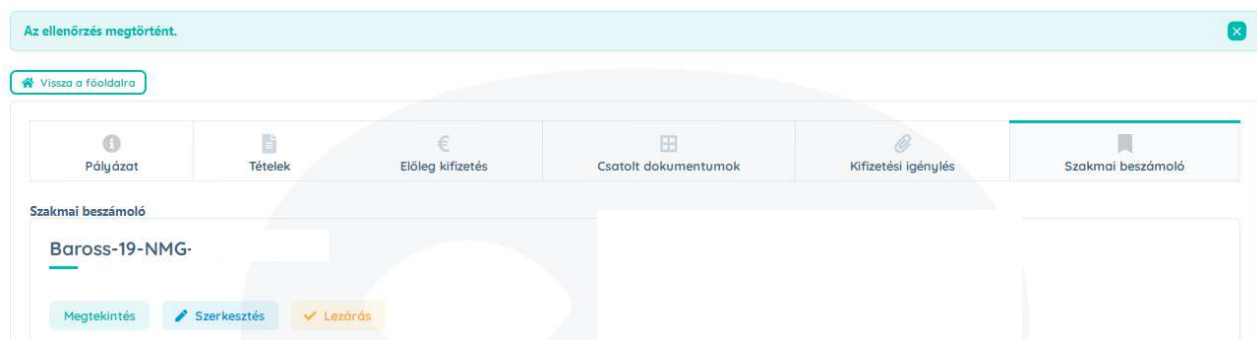 Az ellenőrzés megtörtént.
Vissza a főoldalra
Pályázat
Tételek
Előleg kifizetés
Csatolt dokumentumok
Kifizetési igénylés
Szakmai beszámoló
Szakmai beszámoló
Baross-19-NMG-
Megtekintés
Szerkesztés
Lezárás